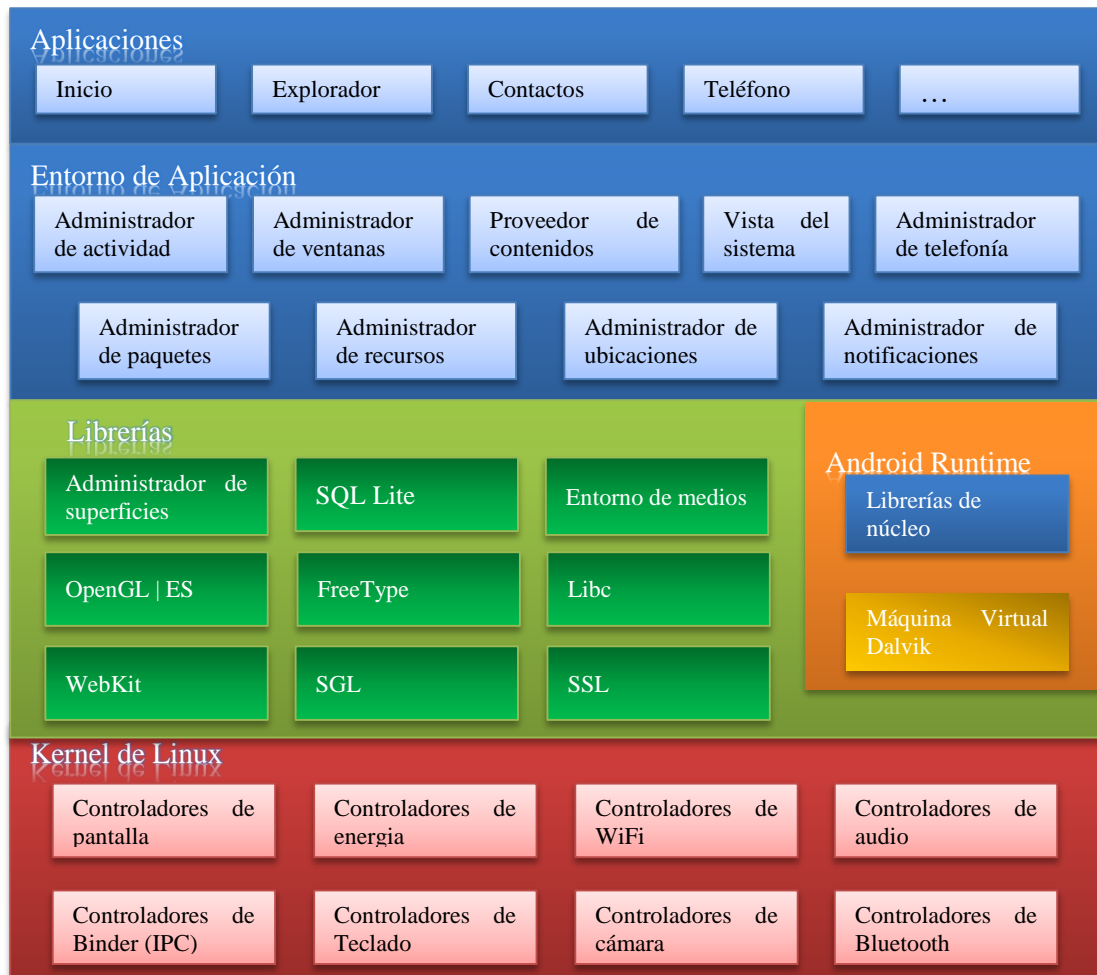 Aplicaciones
Inicio
Explorador
Contactos
Teléfono
...
Entorno de Aplicación
Administrador
de actividad
Administrador
de ventanas
Proveedor de
contenidos
Vista del
sistema
Administrador
de telefonía
Administrador
de paquetes
Administrador
de recursos
Administrador de
ubicaciones
Administrador de
notificaciones
Librerías
Administrador de
superficies
SQL Lite
Entorno de medios
OpenGL | ES
FreeType
Libc
WebKit
SGL
SSL
Android Runtime
Librerías de
núcleo
Máquina Virtual
Dalvik
Kernel de Linux
Controladores de
pantalla
Controladores de
energia
Controladores de
WiFi
Controladores de
audio
Controladores de
Binder (IPC)
Controladores de
Teclado
Controladores de
cámara
Controladores de
Bluetooth